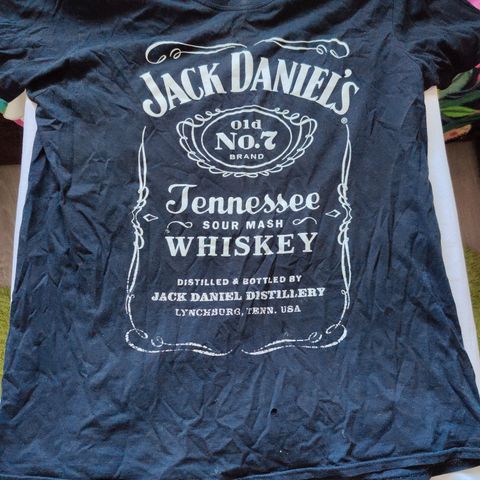 JACK DANIEL'S
®
Old
No.7
BRAND
Tennessee
SOUR MASH
WHISKEY
DISTILLED & BOTTLED BY
JACK DANIEL DISTILLERY
LYNCHBURG, TENN. USA